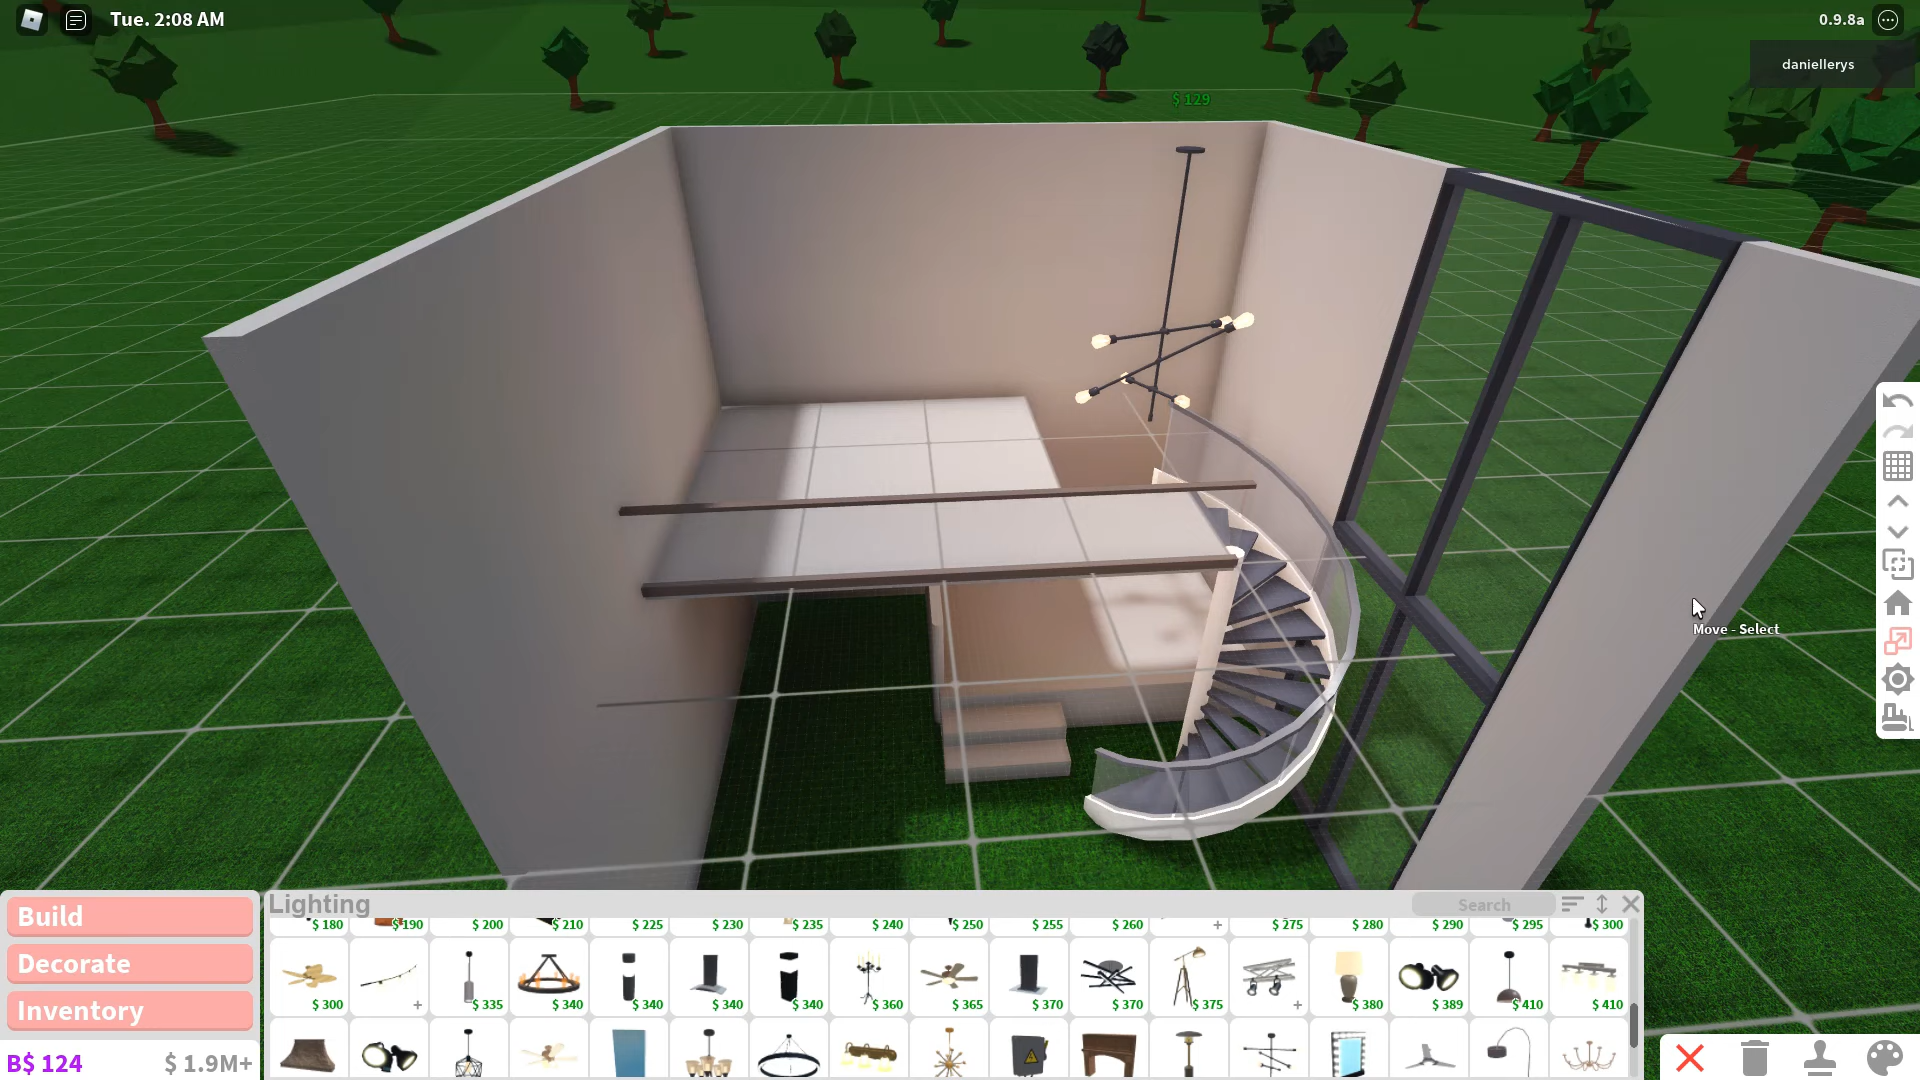 Tue. 2:08 AM
0.9.8a
daniellerys
$ 129
Move - Select
Build
Decorate
Inventory
B$ 124
$ 1.9M+
Lighting
Search
$ 180 $ 190 $ 200 $ 210 $ 225 $ 230 $ 235 $ 240 $ 250 $ 255 $ 260 + $ 275 $ 280 $ 290 $ 295 $ 300
$ 300 + $ 335 $ 340 $ 340 $ 340 $ 340 $ 360 $ 365 $ 370 $ 370 $ 375 + $ 380 $ 389 $ 410 $ 410